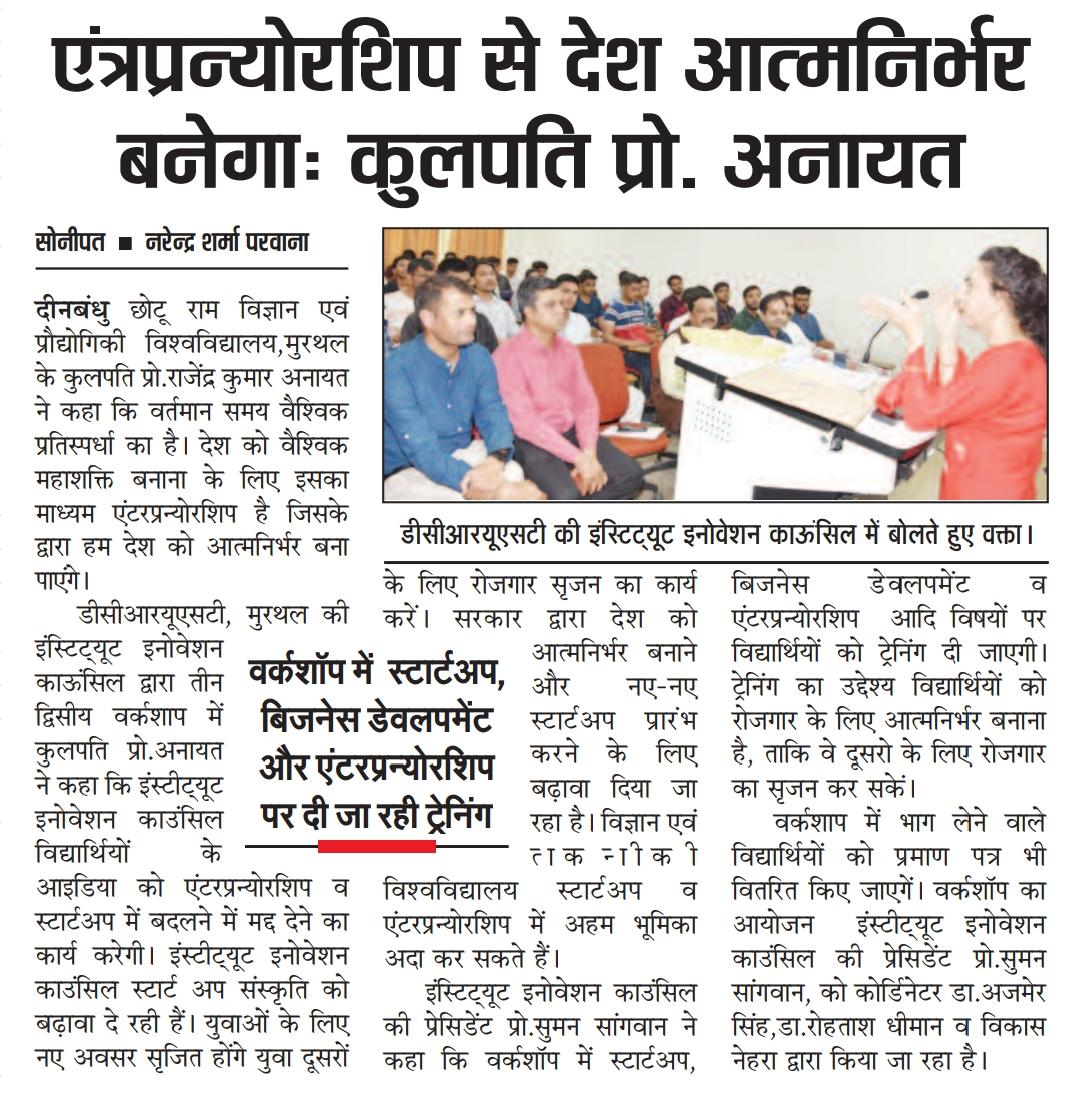 एंत्रप्रन्योरशिप से देश आत्मनिर्भर
बनेगाः कुलपति प्रो. अनायत
सोनीपत ■ नरेन्द्र शर्मा परवाना
दीनबंधु छोटू राम विज्ञान एवं
प्रौद्योगिकी विश्वविद्यालय,मुरथल
के कुलपति प्रो.राजेंद्र कुमार अनायत
ने कहा कि वर्तमान समय वैश्विक
प्रतिस्पर्धा का है। देश को वैश्विक
महाशक्ति बनाना के लिए इसका
माध्यम एंटरप्रन्योरशिप है जिसके
द्वारा हम देश को आत्मनिर्भर बना
पाएंगे।
डीसीआरयूएसटी, मुरथल की
इंस्टिट्यूट इनोवेशन
काऊंसिल द्वारा तीन
द्विसीय वर्कशाप में
कुलपति प्रो.अनायत
ने कहा कि इंस्टीट्यूट
इनोवेशन काउंसिल
विद्यार्थियों के
आइडिया को एंटरप्रन्योरशिप व
स्टार्टअप में बदलने में मद्द देने का
कार्य करेगी। इंस्टीट्यूट इनोवेशन
काउंसिल स्टार्ट अप संस्कृति को
बढ़ावा दे रही हैं। युवाओं के लिए
नए अवसर सृजित होंगे युवा दूसरों
वर्कशॉप में स्टार्टअप,
बिजनेस डेवलपमेंट
और एंटरप्रन्योरशिप
पर दी जा रही ट्रेनिंग
डीसीआरयूएसटी की इंस्टिट्यूट इनोवेशन काऊंसिल में बोलते हुए वक्ता।
के लिए रोजगार सृजन का कार्य
करें। सरकार द्वारा देश को
आत्मनिर्भर बनाने
और नए-नए
स्टार्टअप प्रारंभ
करने के लिए
बढ़ावा दिया जा
रहा है। विज्ञान एवं
ताकनाीकी
विश्वविद्यालय स्टार्टअप व
एंटरप्रन्योरशिप में अहम भूमिका
अदा कर सकते हैं।
इंस्टिट्यूट इनोवेशन काउंसिल
की प्रेसिडेंट प्रो.सुमन सांगवान ने
कहा कि वर्कशॉप में स्टार्टअप,
बिजनेस डेवलपमेंट व
एंटरप्रन्योरशिप आदि विषयों पर
विद्यार्थियों को ट्रेनिंग दी जाएगी।
ट्रेनिंग का उद्देश्य विद्यार्थियों को
रोजगार के लिए आत्मनिर्भर बनाना
है, ताकि वे दूसरो के लिए रोजगार
का सृजन कर सकें।
वर्कशाप में भाग लेने वाले
विद्यार्थियों को प्रमाण पत्र भी
वितरित किए जाएगें। वर्कशॉप का
आयोजन इंस्टीट्यूट इनोवेशन
काउंसिल की प्रेसिडेंट प्रो.सुमन
सांगवान, को कोर्डिनेटर डा.अजमेर
सिंह,डा.रोहताश धीमान व विकास
नेहरा द्वारा किया जा रहा है।